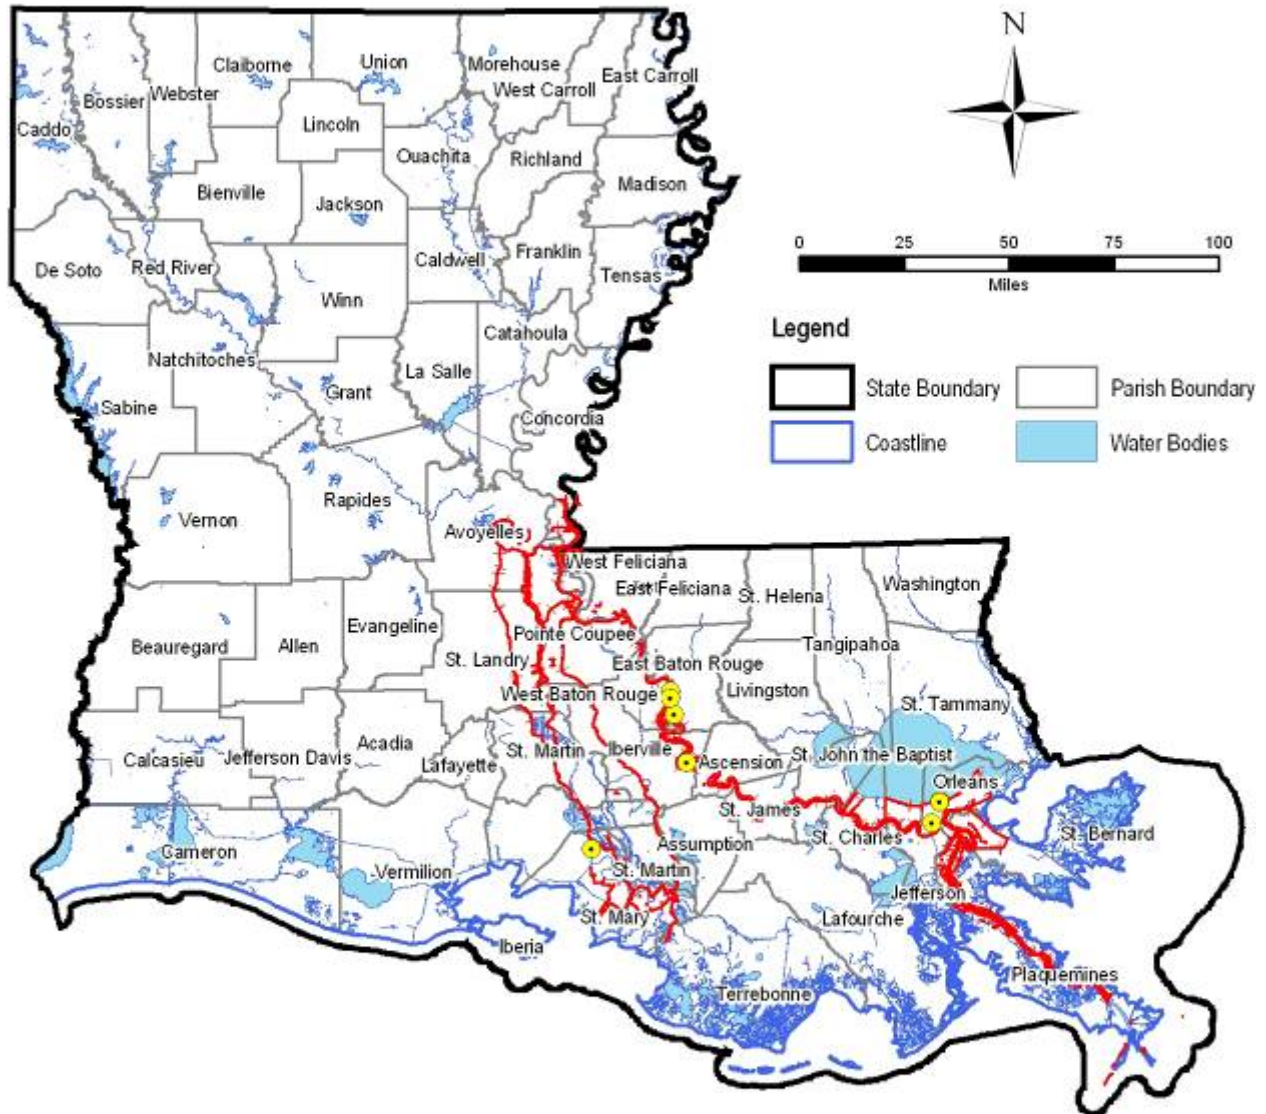 N
Claiborne
Union
Morehouse
East Carroll
Webster
West Carroll
Bossier
Lincoln
Caddo
Ouachita
Richland
Madison
Bienville
Jackson
0 25 50 75 100
Miles
De Soto
Red River
Caldwell
Franklin
Tensas
Winn
Legend
Catahoula
Natchitoches
La Salle
State Boundary
Parish Boundary
Grant
Sabine
Concordia
Coastline
Water Bodies
Rapides
Vernon
Avoyelles
West Feliciana
East Feliciana
Washington
St. Helena
Evangeline
Pointe Coupee
Beauregard
Allen
Tangipahoa
St. Landry
East Baton Rouge
West Baton Rouge
Livingston
St. Tammany
Acadia
St. Martin
Iberville
St. John the Baptist
Calcasieu
Jefferson Davis
Lafayette
Ascension
Orleans
St. James
St. Charles
St. Bernard
Assumption
Cameron
Vermilion
St. Martin
Jefferson
St. Mary
Lafourche
Iberia
Plaquemines
Terrebonne